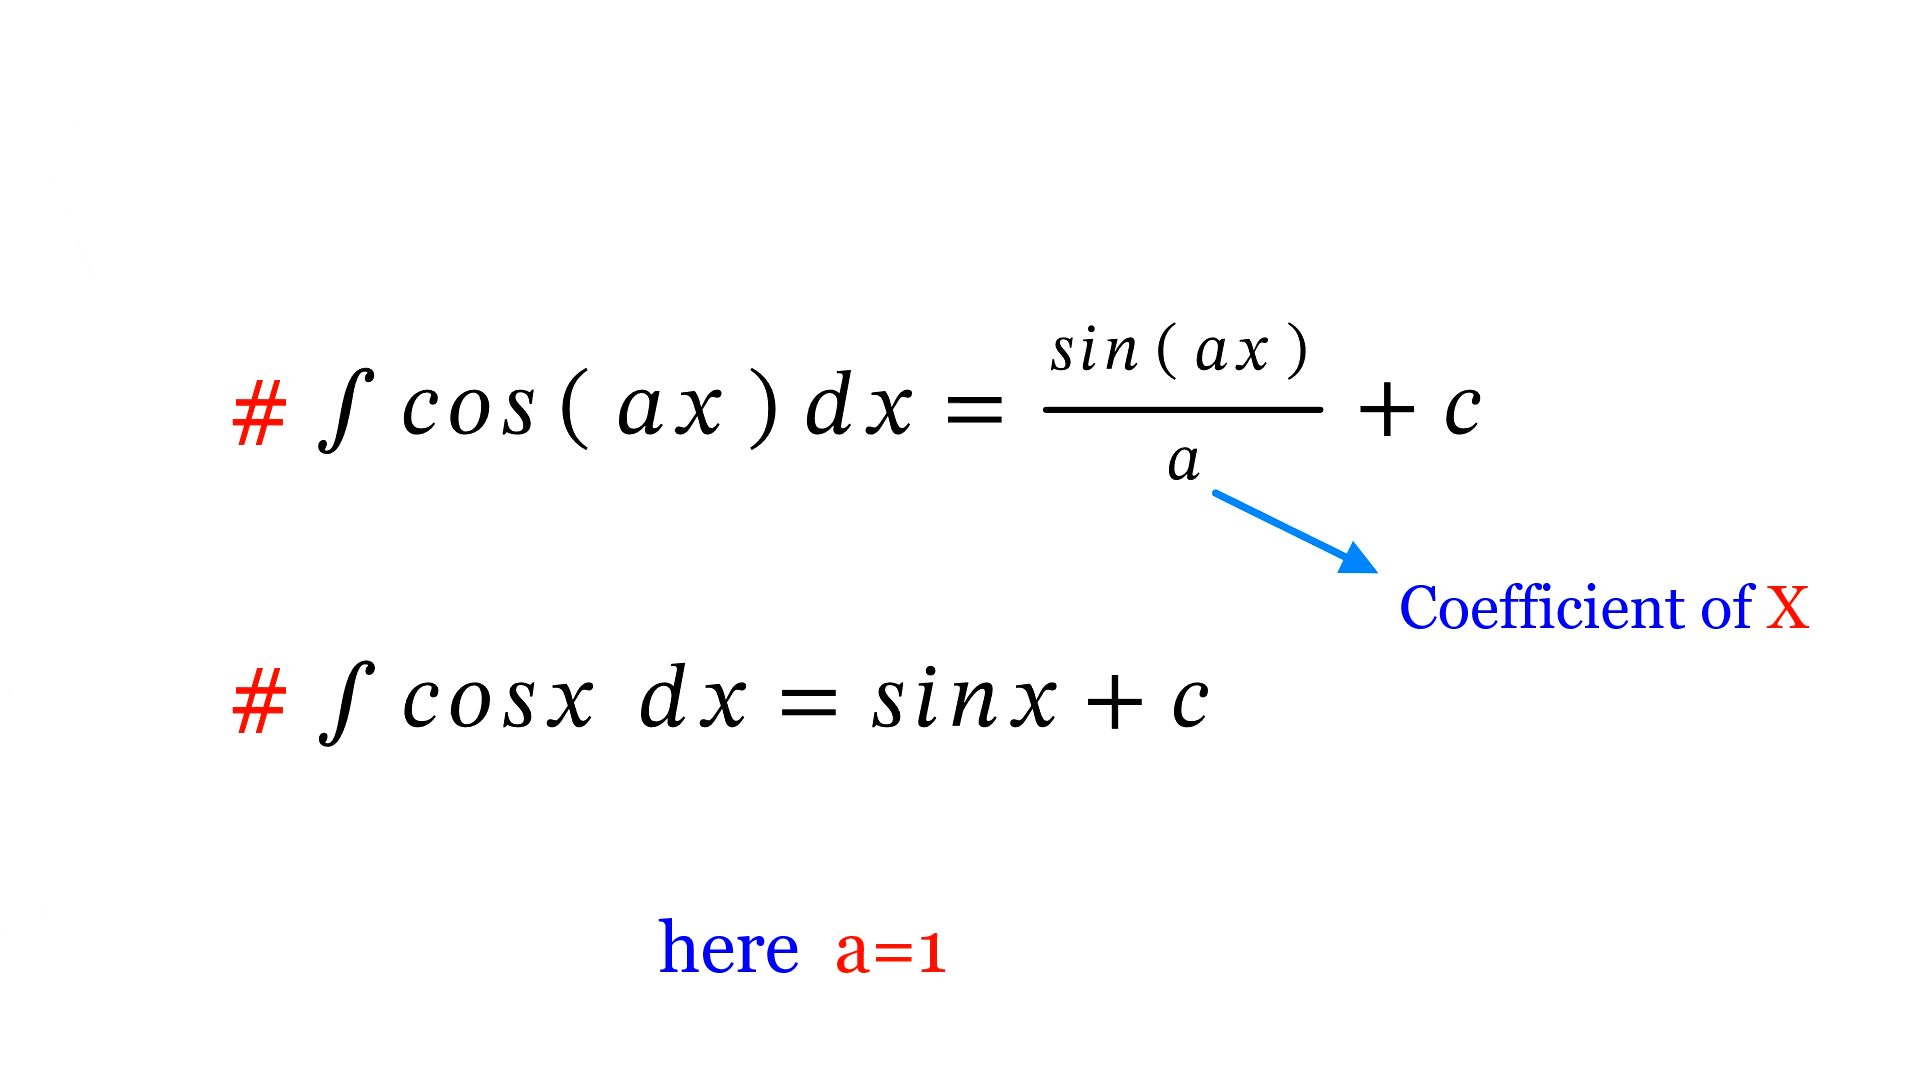 # ∫ cos(ax)dx = sin(ax)/a + c
Coefficient of X
# ∫ cosx dx = sinx + c
here a=1